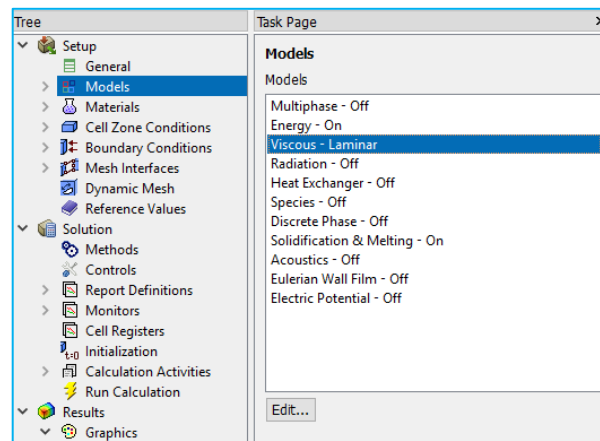 Tree
Setup
General
Models
Materials
Cell Zone Conditions
Boundary Conditions
Mesh Interfaces
Dynamic Mesh
Reference Values
Solution
Methods
Controls
Report Definitions
Monitors
Cell Registers
t=0 Initialization
Calculation Activities
Run Calculation
Results
Graphics
Task Page
Models
Models
Multiphase - Off
Energy - On
Viscous - Laminar
Radiation - Off
Heat Exchanger - Off
Species - Off
Discrete Phase - Off
Solidification & Melting - On
Acoustics - Off
Eulerian Wall Film - Off
Electric Potential - Off
Edit...